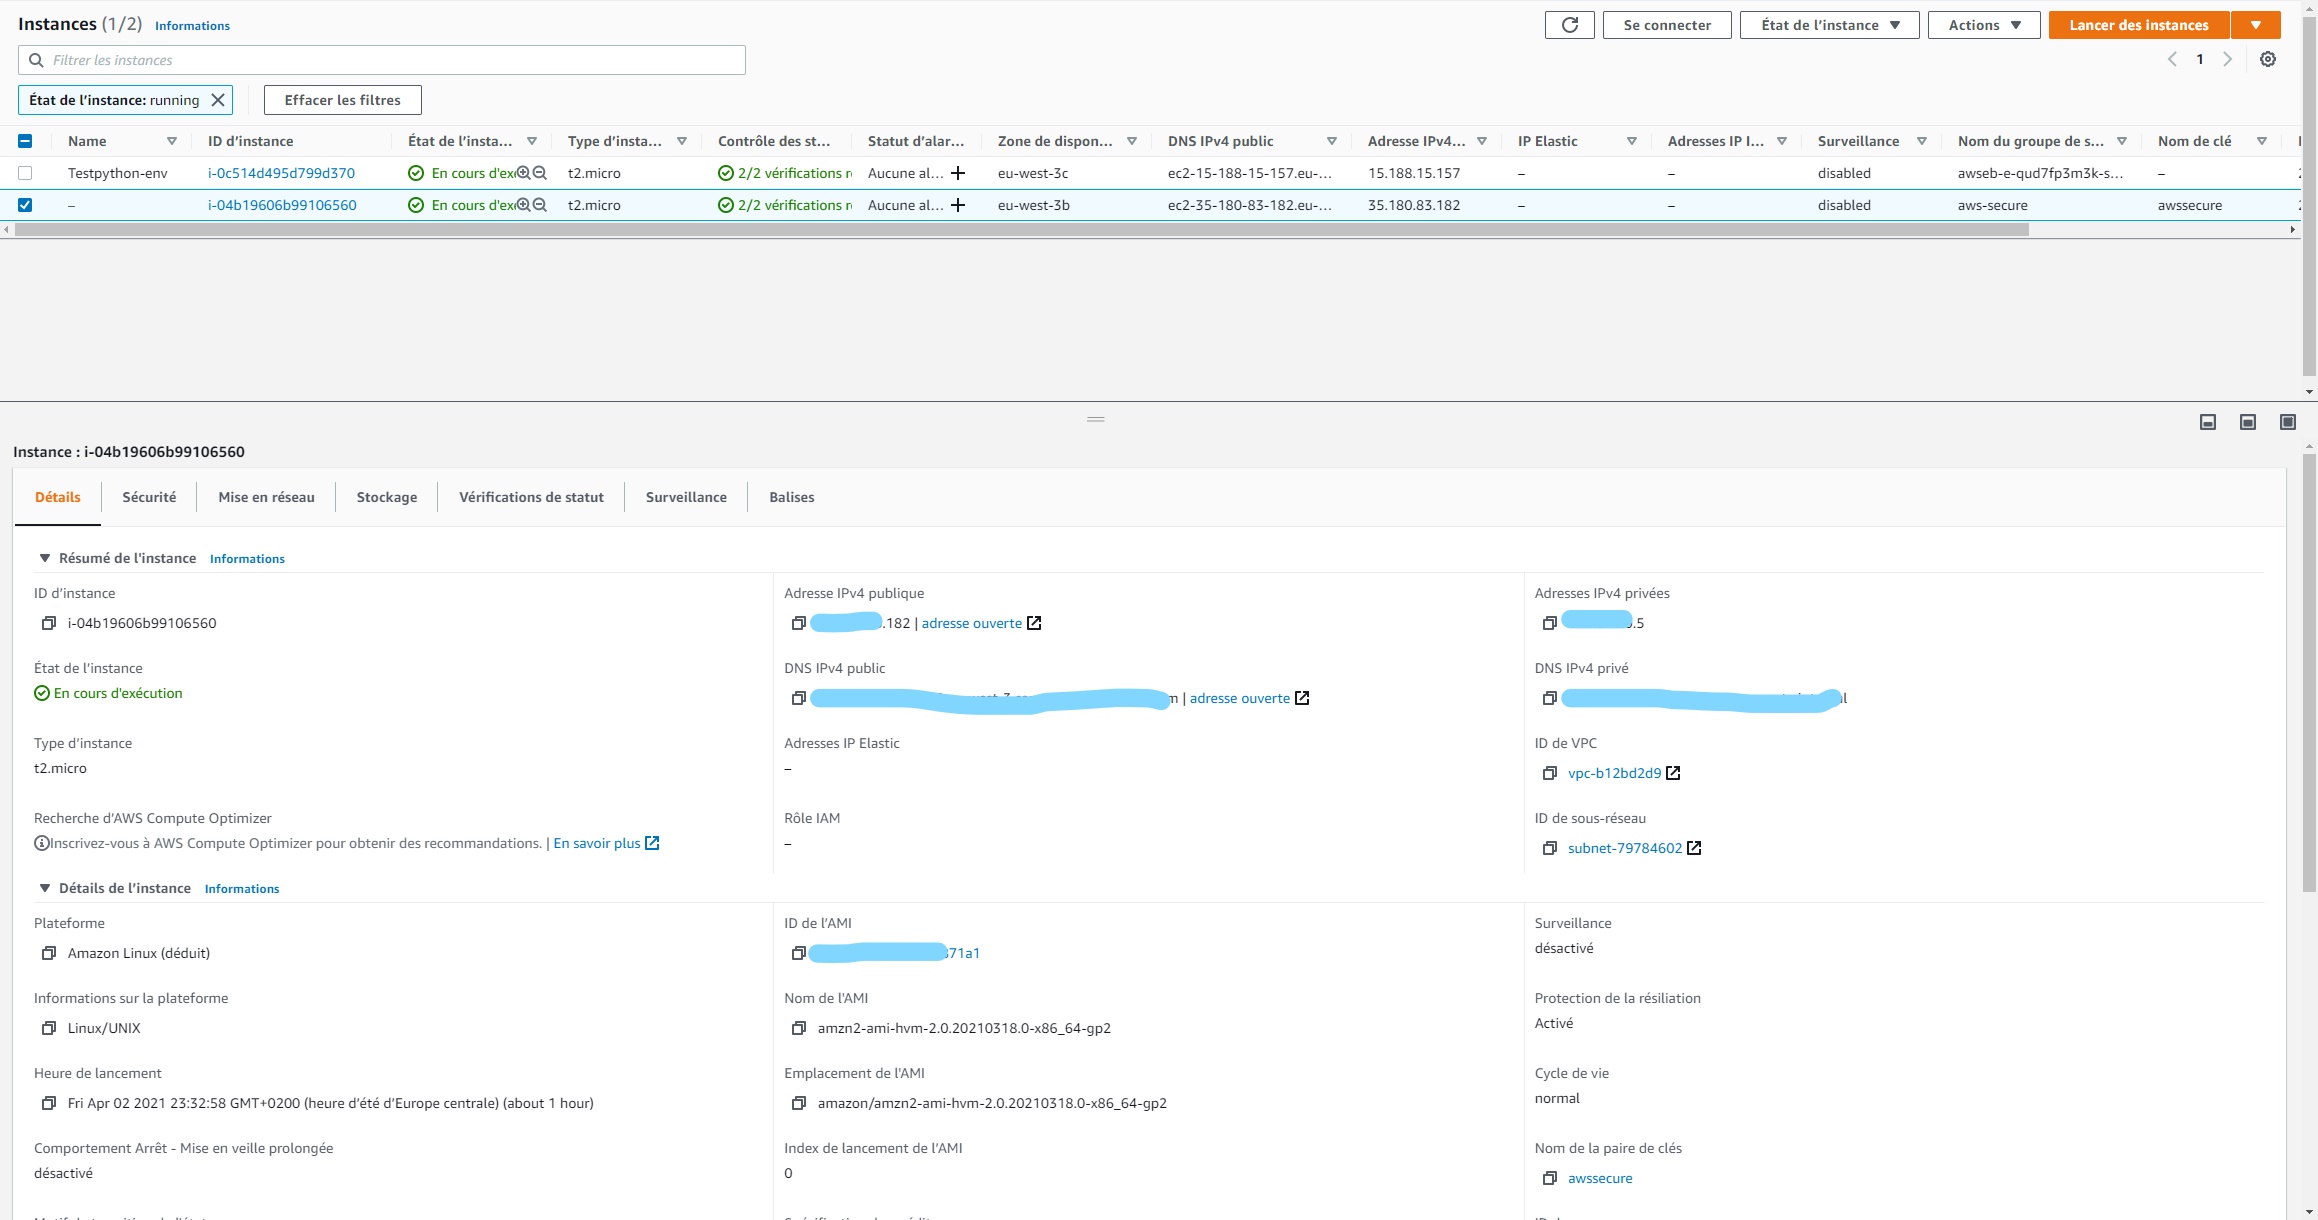 Instances (1/2) Informations
Se connecter État de l'instance Actions Lancer des instances
Filtrer les instances
1
État de l'instance: running Effacer les filtres
Name ID d'instance État de l'insta... Type d'insta... Contrôle des st... Statut d'alar... Zone de dispon... DNS IPv4 public Adresse IPv4... IP Elastic Adresses IP I... Surveillance Nom du groupe de s... Nom de clé
Testpython-env i-0c514d495d799d370 En cours d'ex t2.micro 2/2 vérifications r Aucune al... + eu-west-3c ec2-15-188-15-157.eu-... 15.188.15.157 – – disabled awseb-e-qud7fp3m3k-s... –
– i-04b19606b99106560 En cours d'ex t2.micro 2/2 vérifications r Aucune al... + eu-west-3b ec2-35-180-83-182.eu-... 35.180.83.182 – – disabled aws-secure awssecure
Instance : i-04b19606b99106560
Détails Sécurité Mise en réseau Stockage Vérifications de statut Surveillance Balises
Résumé de l'instance Informations
ID d'instance Adresse IPv4 publique Adresses IPv4 privées
i-04b19606b99106560 .182 | adresse ouverte .5
État de l'instance DNS IPv4 public DNS IPv4 privé
En cours d'exécution m | adresse ouverte l
Type d'instance Adresses IP Elastic ID de VPC
t2.micro – vpc-b12bd2d9
Recherche d'AWS Compute Optimizer Rôle IAM ID de sous-réseau
Inscrivez-vous à AWS Compute Optimizer pour obtenir des recommandations. | En savoir plus – subnet-79784602
Détails de l'instance Informations
Plateforme ID de l'AMI Surveillance
Amazon Linux (déduit) 71a1 désactivé
Informations sur la plateforme Nom de l'AMI Protection de la résiliation
Linux/UNIX amzn2-ami-hvm-2.0.20210318.0-x86_64-gp2 Activé
Heure de lancement Emplacement de l'AMI Cycle de vie
Fri Apr 02 2021 23:32:58 GMT+0200 (heure d'été d'Europe centrale) (about 1 hour) amazon/amzn2-ami-hvm-2.0.20210318.0-x86_64-gp2 normal
Comportement Arrêt - Mise en veille prolongée Index de lancement de l'AMI Nom de la paire de clés
désactivé 0 awssecure